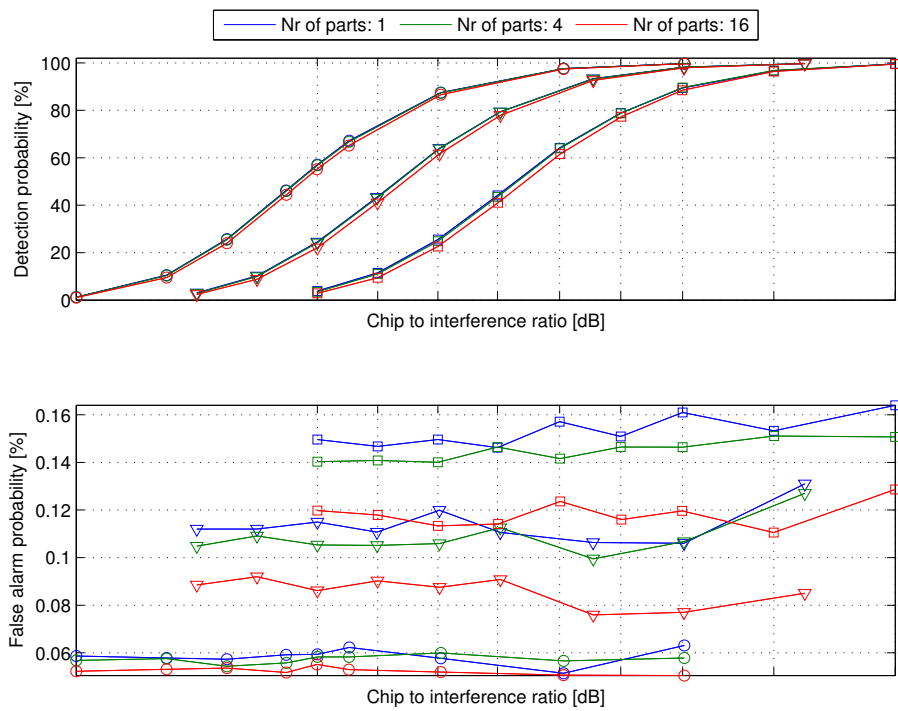 Nr of parts: 1 Nr of parts: 4 Nr of parts: 16
Detection probability [%]
100
80
60
40
20
0
Chip to interference ratio [dB]
False alarm probability [%]
0.16
0.14
0.12
0.1
0.08
0.06
Chip to interference ratio [dB]